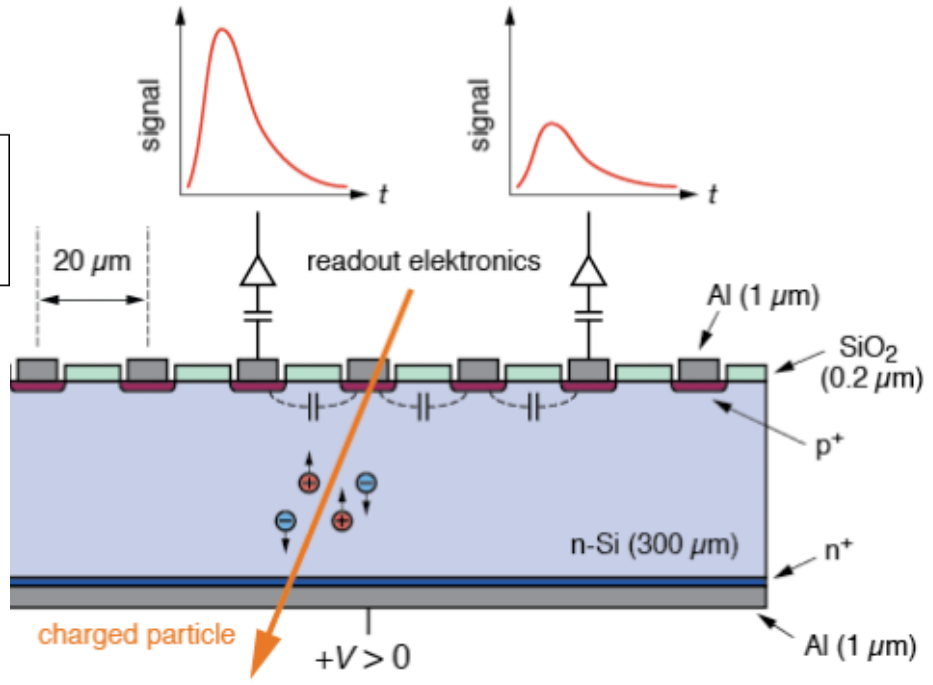 signal
t
signal
t
20 µm
readout elektronics
Al (1 µm)
SiO₂
(0.2 µm)
p⁺
+
−
−
+
n-Si (300 µm)
n⁺
charged particle
+V > 0
Al (1 µm)